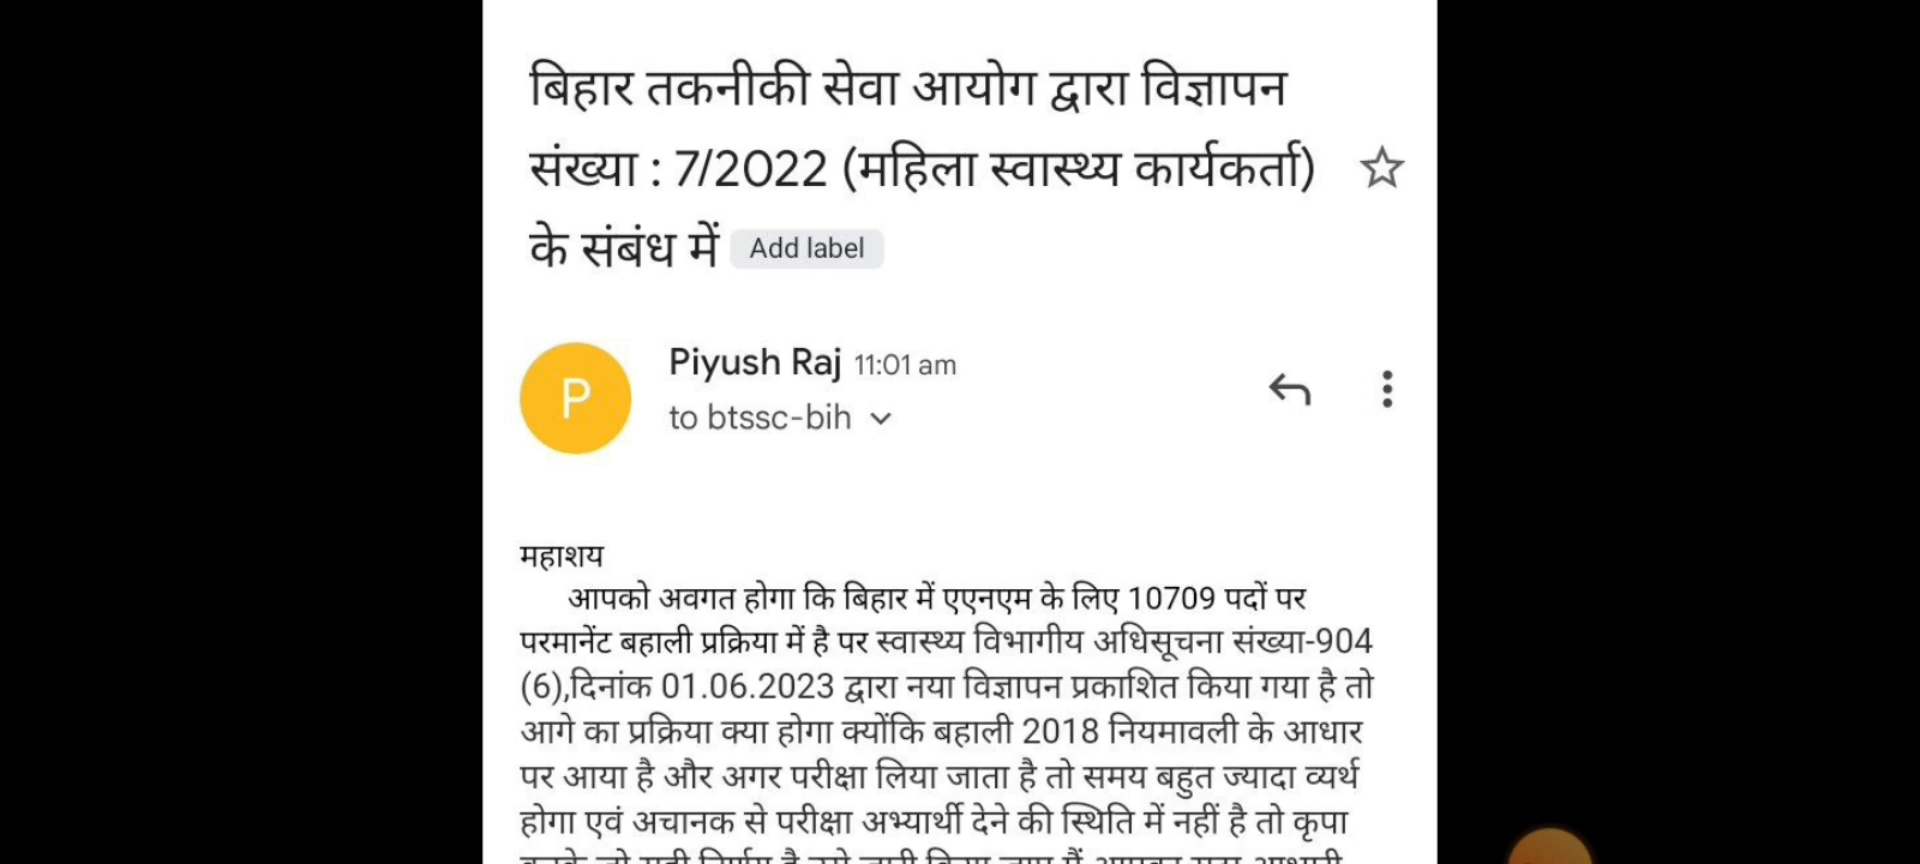 बिहार तकनीकी सेवा आयोग द्वारा विज्ञापन
संख्या : 7/2022 (महिला स्वास्थ्य कार्यकर्ता)
के संबंध में Add label
P
Piyush Raj 11:01 am
to btssc-bih
महाशय
आपको अवगत होगा कि बिहार में एएनएम के लिए 10709 पदों पर
परमानेंट बहाली प्रक्रिया में है पर स्वास्थ्य विभागीय अधिसूचना संख्या-904
(6),दिनांक 01.06.2023 द्वारा नया विज्ञापन प्रकाशित किया गया है तो
आगे का प्रक्रिया क्या होगा क्योंकि बहाली 2018 नियमावली के आधार
पर आया है और अगर परीक्षा लिया जाता है तो समय बहुत ज्यादा व्यर्थ
होगा एवं अचानक से परीक्षा अभ्यार्थी देने की स्थिति में नहीं है तो कृपा